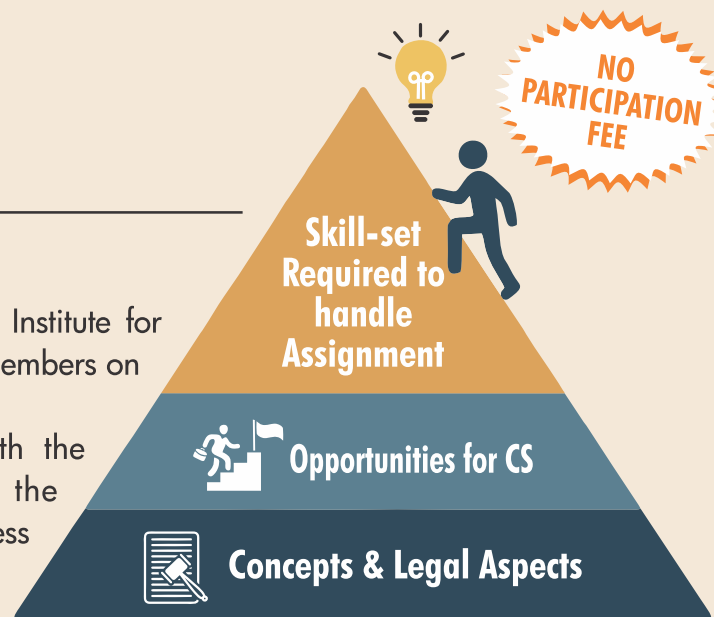 NO
PARTICIPATION
FEE
Skill-set
Required to
handle
Assignment
Institute for
embers on
th the
the
ess
Opportunities for CS
Concepts & Legal Aspects